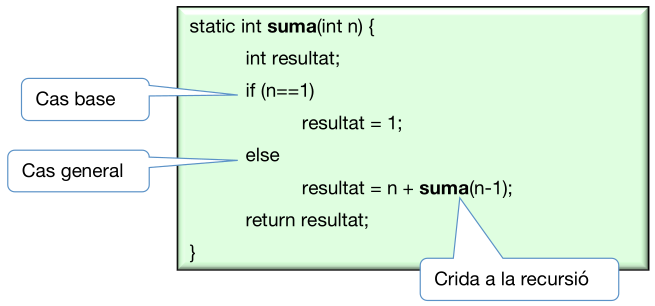 static int suma(int n) {
int resultat;
Cas base
if (n==1)
resultat = 1;
Cas general
else
resultat = n + suma(n-1);
return resultat;
}
Crida a la recursió